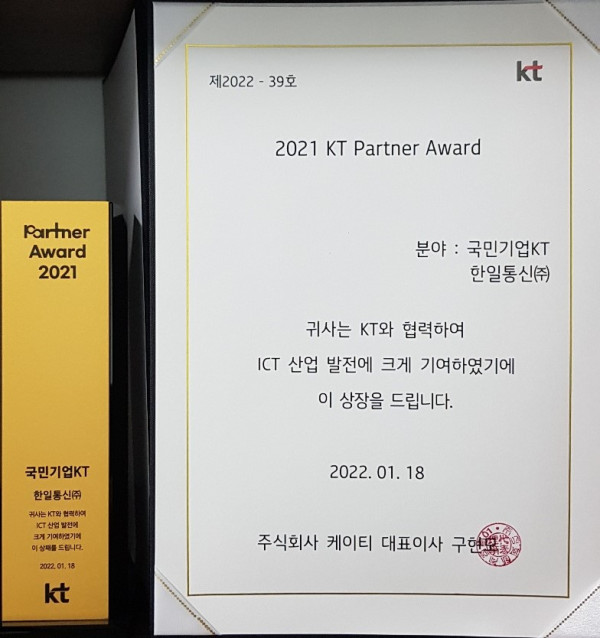 Partner
Award
2021
국민기업KT
한일통신㈜
귀사는 KT와 협력하여
ICT 산업 발전에
크게 기여하였기에
이 상패를 드립니다.
2022. 01. 18
kt
제2022 - 39호
kt
2021 KT Partner Award
분야 : 국민기업KT
한일통신㈜
귀사는 KT와 협력하여
ICT 산업 발전에 크게 기여하였기에
이 상장을 드립니다.
2022. 01. 18
주식회사 케이티 대표이사 구현모